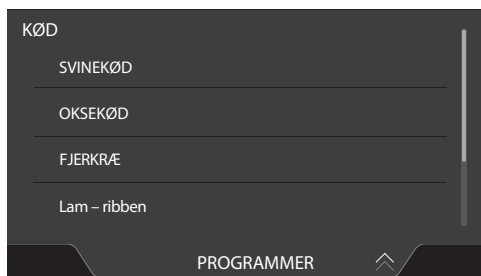 KØD
SVINEKØD
OKSEKØD
FJERKRÆ
Lam – ribben
PROGRAMMER